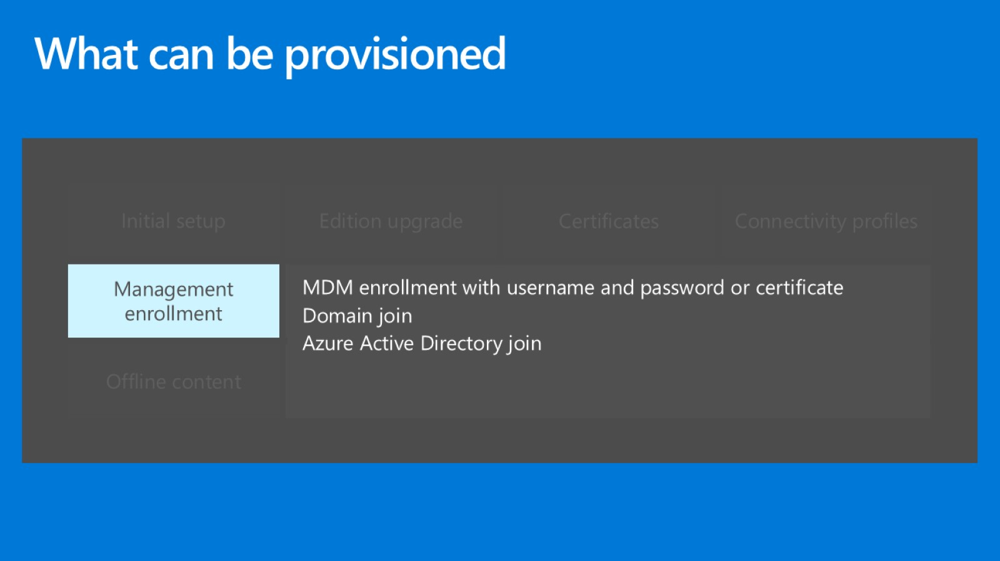 What can be provisioned
Initial setup
Edition upgrade
Certificates
Connectivity profiles
Management
enrollment
MDM enrollment with username and password or certificate
Domain join
Azure Active Directory join
Offline content